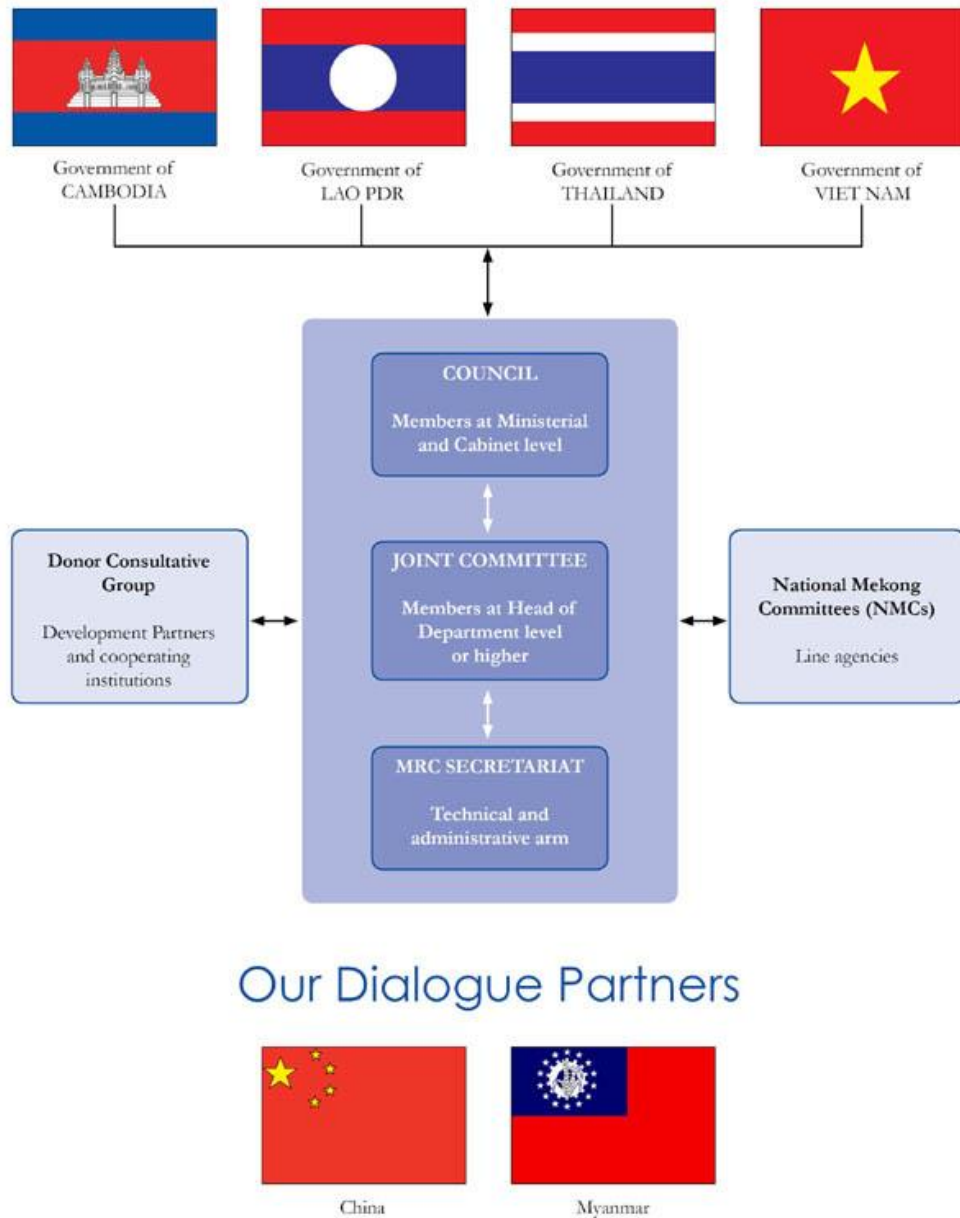 Government of
CAMBODIA
Government of
LAO PDR
Government of
THAILAND
Government of
VIET NAM
COUNCIL
Members at Ministerial
and Cabinet level
Donor Consultative
Group
Development Partners
and cooperating
institutions
JOINT COMMITTEE
Members at Head of
Department level
or higher
National Mekong
Committees (NMCs)
Line agencies
MRC SECRETARIAT
Technical and
administrative arm
Our Dialogue Partners
China
Myanmar